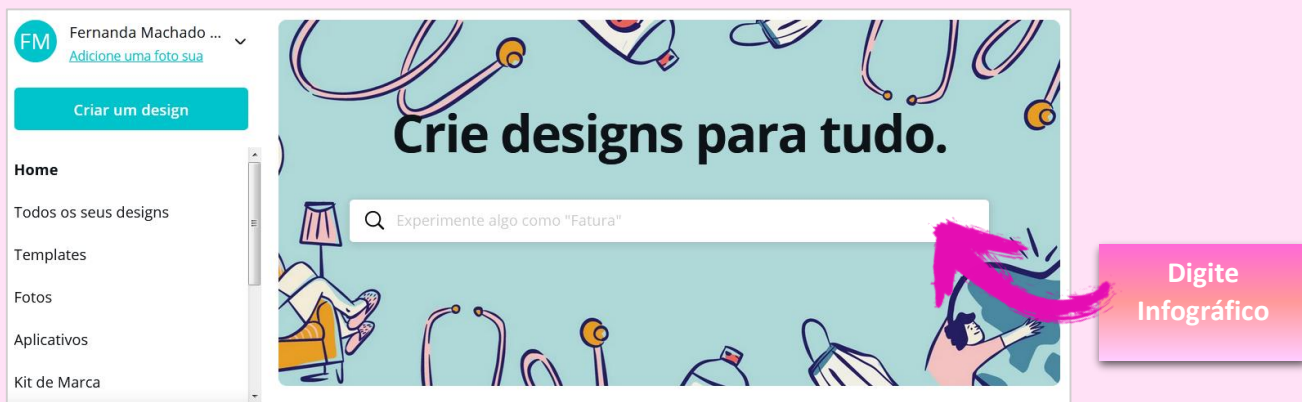 FM
Fernanda Machado ...
Adicione uma foto sua
Criar um design
Home
Todos os seus designs
Templates
Fotos
Aplicativos
Kit de Marca
Crie designs para tudo.
Experimente algo como "Fatura"
Digite
Infográfico